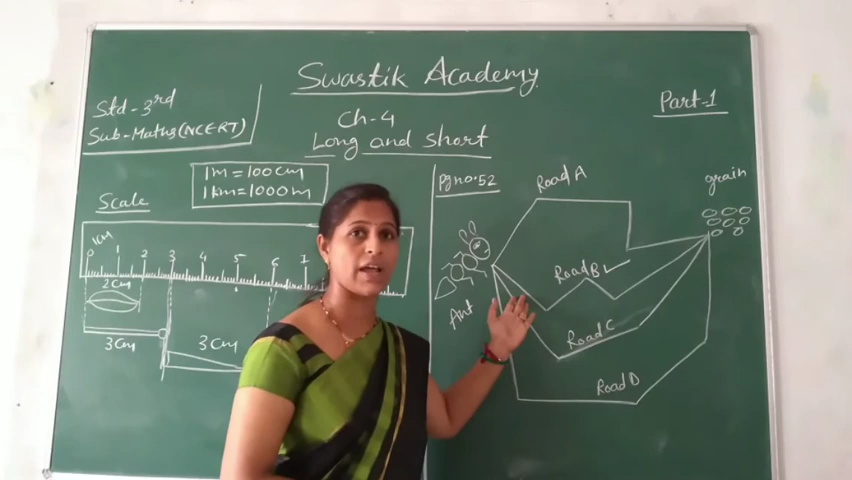 Swastik Academy
Std-3rd
Sub-Maths(NCERT)
Part-1
Ch-4
Long and short
1M=100Cm
1KM=1000m
Scale
1CM
0 1 2 3 4 5 6 7
2Cm
3Cm
3Cm
Pg no.52
Road A
grain
Road B ✓
Ant
Road C
Road D